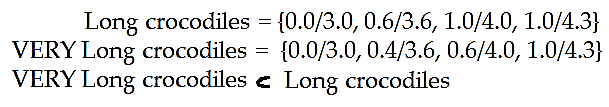 Long crocodiles = {0.0/3.0, 0.6/3.6, 1.0/4.0, 1.0/4.3}
VERY Long crocodiles = {0.0/3.0, 0.4/3.6, 0.6/4.0, 1.0/4.3}
VERY Long crocodiles ⊂ Long crocodiles